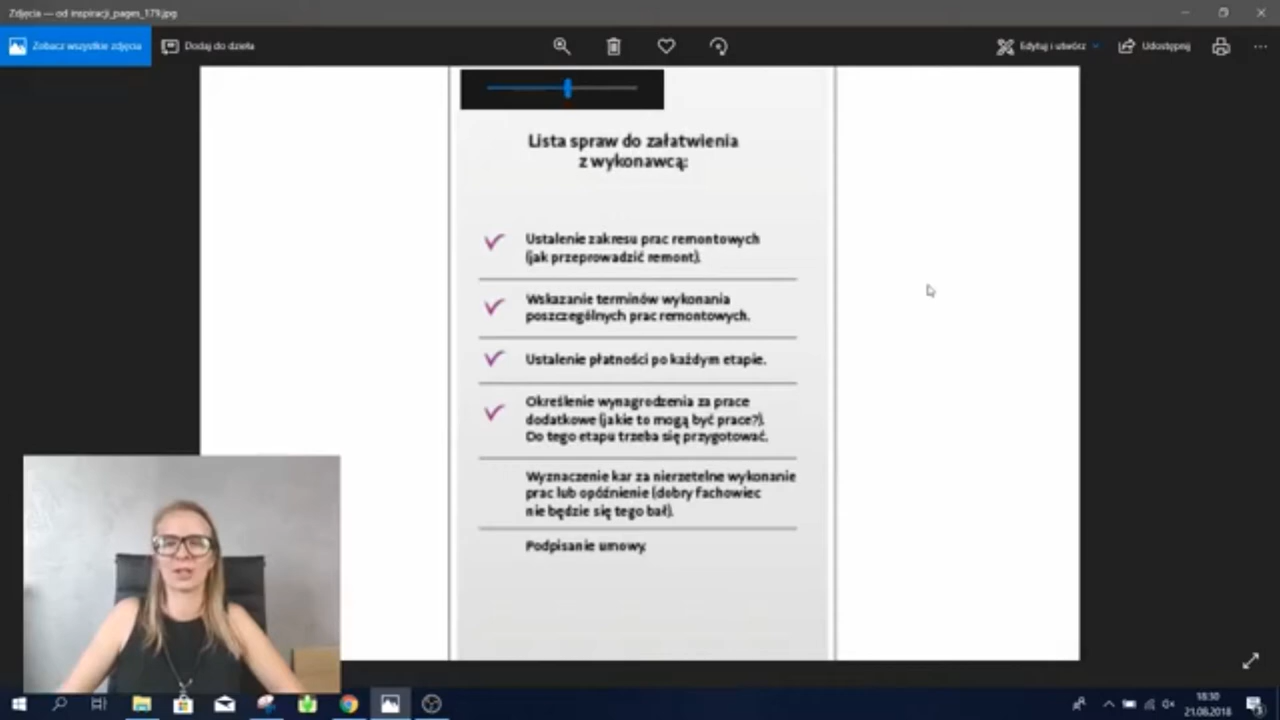 Zdjęcia — od inspiracji_pages_179.jpg
Zobacz wszystkie zdjęcia
Dodaj do dzieła
Edytuj i utwórz
Udostępnij
Lista spraw do załatwienia
z wykonawcą:
Ustalenie zakresu prac remontowych
(jak przeprowadzić remont).
Wskazanie terminów wykonania
poszczególnych prac remontowych.
Ustalenie płatności po każdym etapie.
Określenie wynagrodzenia za prace
dodatkowe (jakie to mogą być prace?).
Do tego etapu trzeba się przygotować.
Wyznaczenie kar za nierzetelne wykonanie
prac lub opóźnienie (dobry fachowiec
nie będzie się tego bał).
Podpisanie umowy.
18:30
21.08.2018